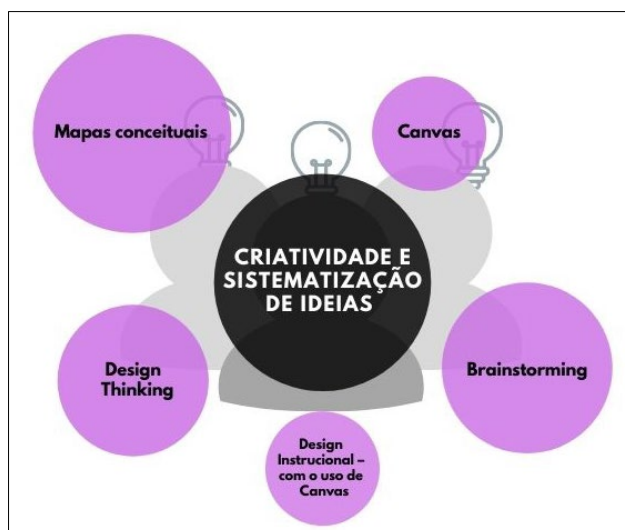 Mapas conceituais
Canvas
CRIATIVIDADE E
SISTEMATIZAÇÃO
DE IDEIAS
Design
Thinking
Brainstorming
Design
Instrucional –
com o uso de
Canvas